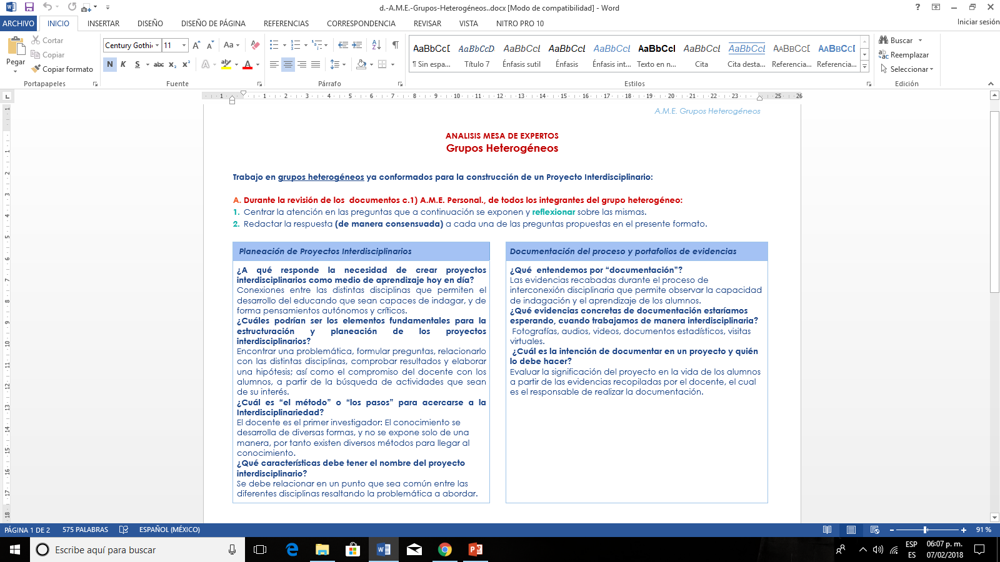 d.-A.M.E.-Grupos-Heterogéneos..docx [Modo de compatibilidad] - Word
ARCHIVO INICIO INSERTAR DISEÑO DISEÑO DE PÁGINA REFERENCIAS CORRESPONDENCIA REVISAR VISTA NITRO PRO 10 Iniciar sesión
Pegar
Cortar
Copiar
Copiar formato
Portapapeles
Century Gothi 11
N K S abc x₂ x²
Fuente
Párrafo
AaBbCcD AaBbCcD AaBbCcL AaBbCcL AaBbCcL AaBbCcl AaBbCcL AaBbCcL AaBbCcD AaBbCcD
¶ Sin espa... Título 7 Énfasis sutil Énfasis Énfasis int... Texto en n... Cita Cita desta... Referencia... Referencia...
Estilos
Buscar
Reemplazar
Seleccionar
Edición
1 1 2 3 4 5 6 7 8 9 10 11 12 13 14 15 16 17 18 19 20 21 22 23 25 26
A.M.E. Grupos Heterogéneos
ANALISIS MESA DE EXPERTOS
Grupos Heterogéneos
Trabajo en grupos heterogéneos ya conformados para la construcción de un Proyecto Interdisciplinario:
A. Durante la revisión de los documentos c.1) A.M.E. Personal., de todos los integrantes del grupo heterogéneo:
1. Centrar la atención en las preguntas que a continuación se exponen y reflexionar sobre las mismas.
2. Redactar la respuesta (de manera consensuada) a cada una de las preguntas propuestas en el presente formato.
Planeación de Proyectos Interdisciplinarios
¿A qué responde la necesidad de crear proyectos
interdisciplinarios como medio de aprendizaje hoy en día?
Conexiones entre las distintas disciplinas que permiten el
desarrollo del educando que sean capaces de indagar, y de
forma pensamientos autónomos y críticos.
¿Cuáles podrían ser los elementos fundamentales para la
estructuración y planeación de los proyectos
interdisciplinarios?
Encontrar una problemática, formular preguntas, relacionarlo
con las distintas disciplinas, comprobar resultados y elaborar
una hipótesis; así como el compromiso del docente con los
alumnos, a partir de la búsqueda de actividades que sean
de su interés.
¿Cuál es “el método” o “los pasos” para acercarse a la
Interdisciplinariedad?
El docente es el primer investigador: El conocimiento se
desarrolla de diversas formas, y no se expone solo de una
manera, por tanto existen diversos métodos para llegar al
conocimiento.
¿Qué características debe tener el nombre del proyecto
interdisciplinario?
Se debe relacionar en un punto que sea común entre las
diferentes disciplinas resaltando la problemática a abordar.
Documentación del proceso y portafolios de evidencias
¿Qué entendemos por “documentación”?
Las evidencias recabadas durante el proceso de
interconexión disciplinaria que permite observar la capacidad
de indagación y el aprendizaje de los alumnos.
¿Qué evidencias concretas de documentación estaríamos
esperando, cuando trabajamos de manera interdisciplinaria?
Fotografías, audios, videos, documentos estadísticos, visitas
virtuales.
¿Cuál es la intención de documentar en un proyecto y quién
lo debe hacer?
Evaluar la significación del proyecto en la vida de los alumnos
a partir de las evidencias recopiladas por el docente, el cual
es el responsable de realizar la documentación.
PÁGINA 1 DE 2 575 PALABRAS ESPAÑOL (MÉXICO) 91 %
Escribe aquí para buscar
ESP
ES
06:07 p. m.
07/02/2018